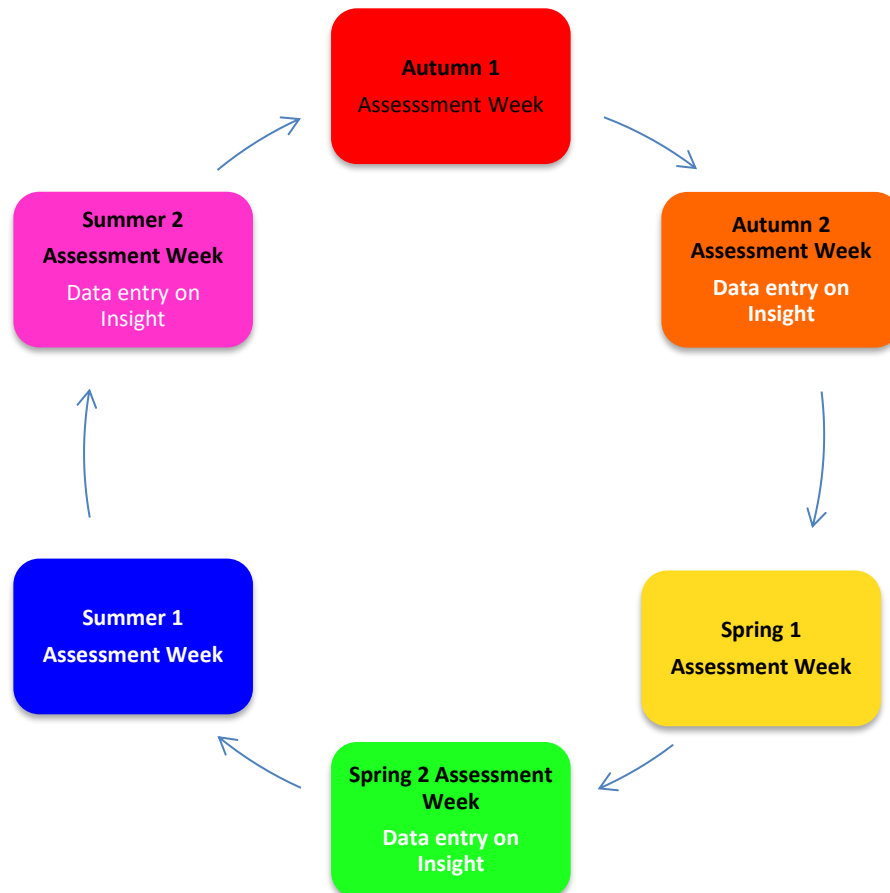 Autumn 1
Assesssment Week
Autumn 2
Assessment Week
Data entry on
Insight
Spring 1
Assessment Week
Spring 2 Assessment
Week
Data entry on
Insight
Summer 1
Assessment Week
Summer 2
Assessment Week
Data entry on
Insight